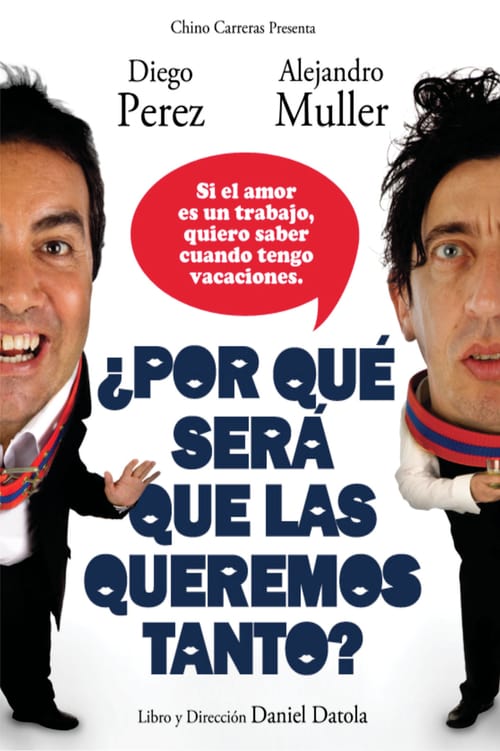 Chino Carreras Presenta
Diego
Perez
Alejandro
Muller
Si el amor
es un trabajo,
quiero saber
cuando tengo
vacaciones.
¿POR QUÉ
SERÁ
QUE LAS
QUEREMOS
TANTO?
Libro y Dirección Daniel Datola